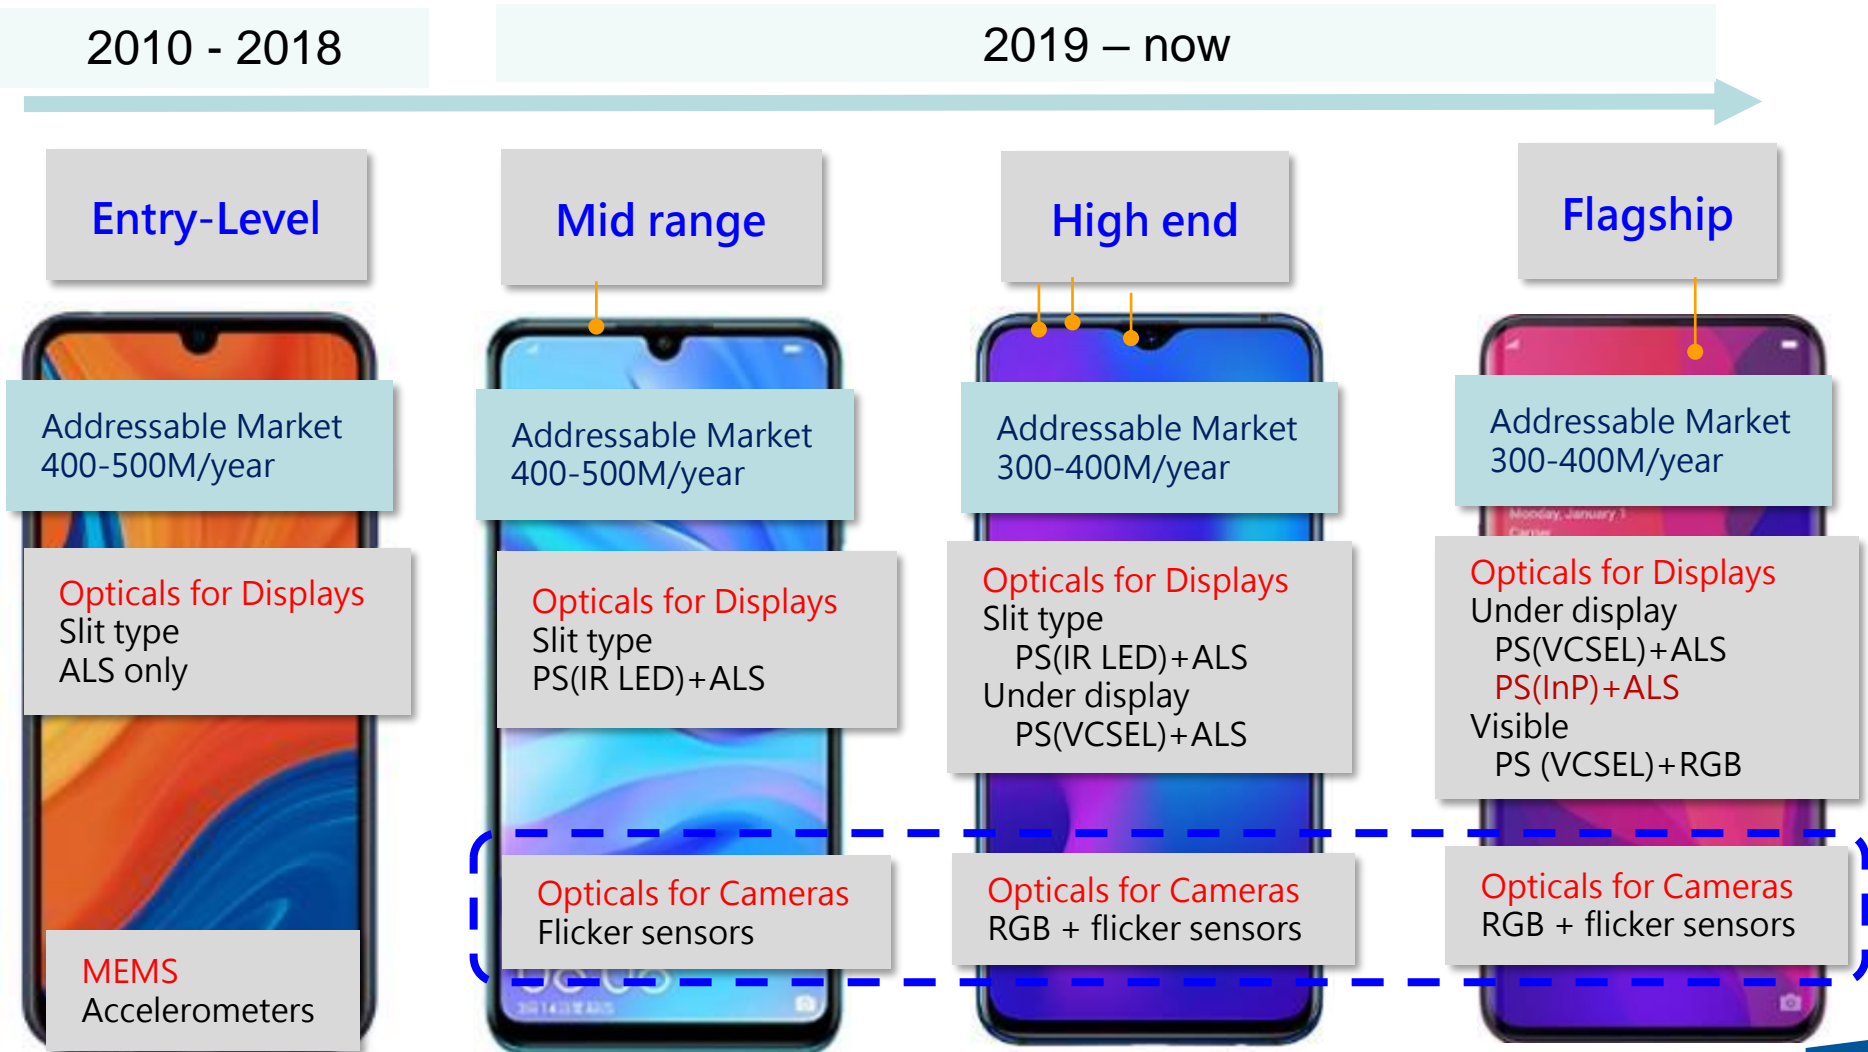 2010 - 2018
2019 – now
Entry-Level
Addressable Market
400-500M/year
Opticals for Displays
Slit type
ALS only
MEMS
Accelerometers
Mid range
Addressable Market
400-500M/year
Opticals for Displays
Slit type
PS(IR LED)+ALS
Opticals for Cameras
Flicker sensors
High end
Addressable Market
300-400M/year
Opticals for Displays
Slit type
PS(IR LED)+ALS
Under display
PS(VCSEL)+ALS
Opticals for Cameras
RGB + flicker sensors
Flagship
Addressable Market
300-400M/year
Monday, January 1
Carrier
Opticals for Displays
Under display
PS(VCSEL)+ALS
PS(InP)+ALS
Visible
PS (VCSEL)+RGB
Opticals for Cameras
RGB + flicker sensors